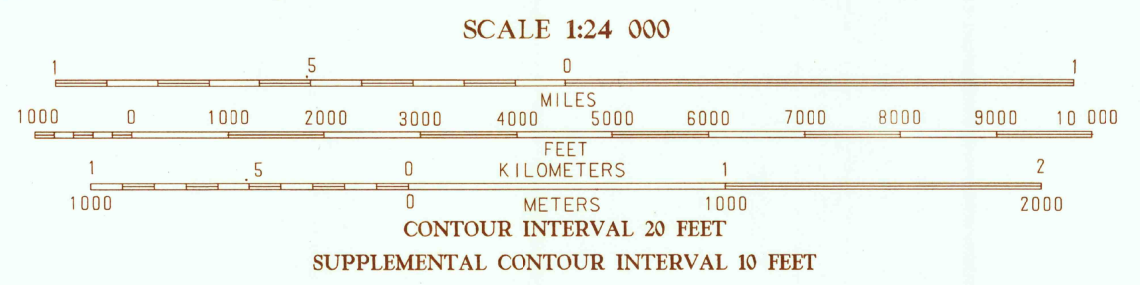 SCALE 1:24 000
1 .5 0 1
MILES
1000 0 1000 2000 3000 4000 5000 6000 7000 8000 9000 10 000
FEET
1 .5 0 KILOMETERS 1 2
1000 0 METERS 1000 2000
CONTOUR INTERVAL 20 FEET
SUPPLEMENTAL CONTOUR INTERVAL 10 FEET